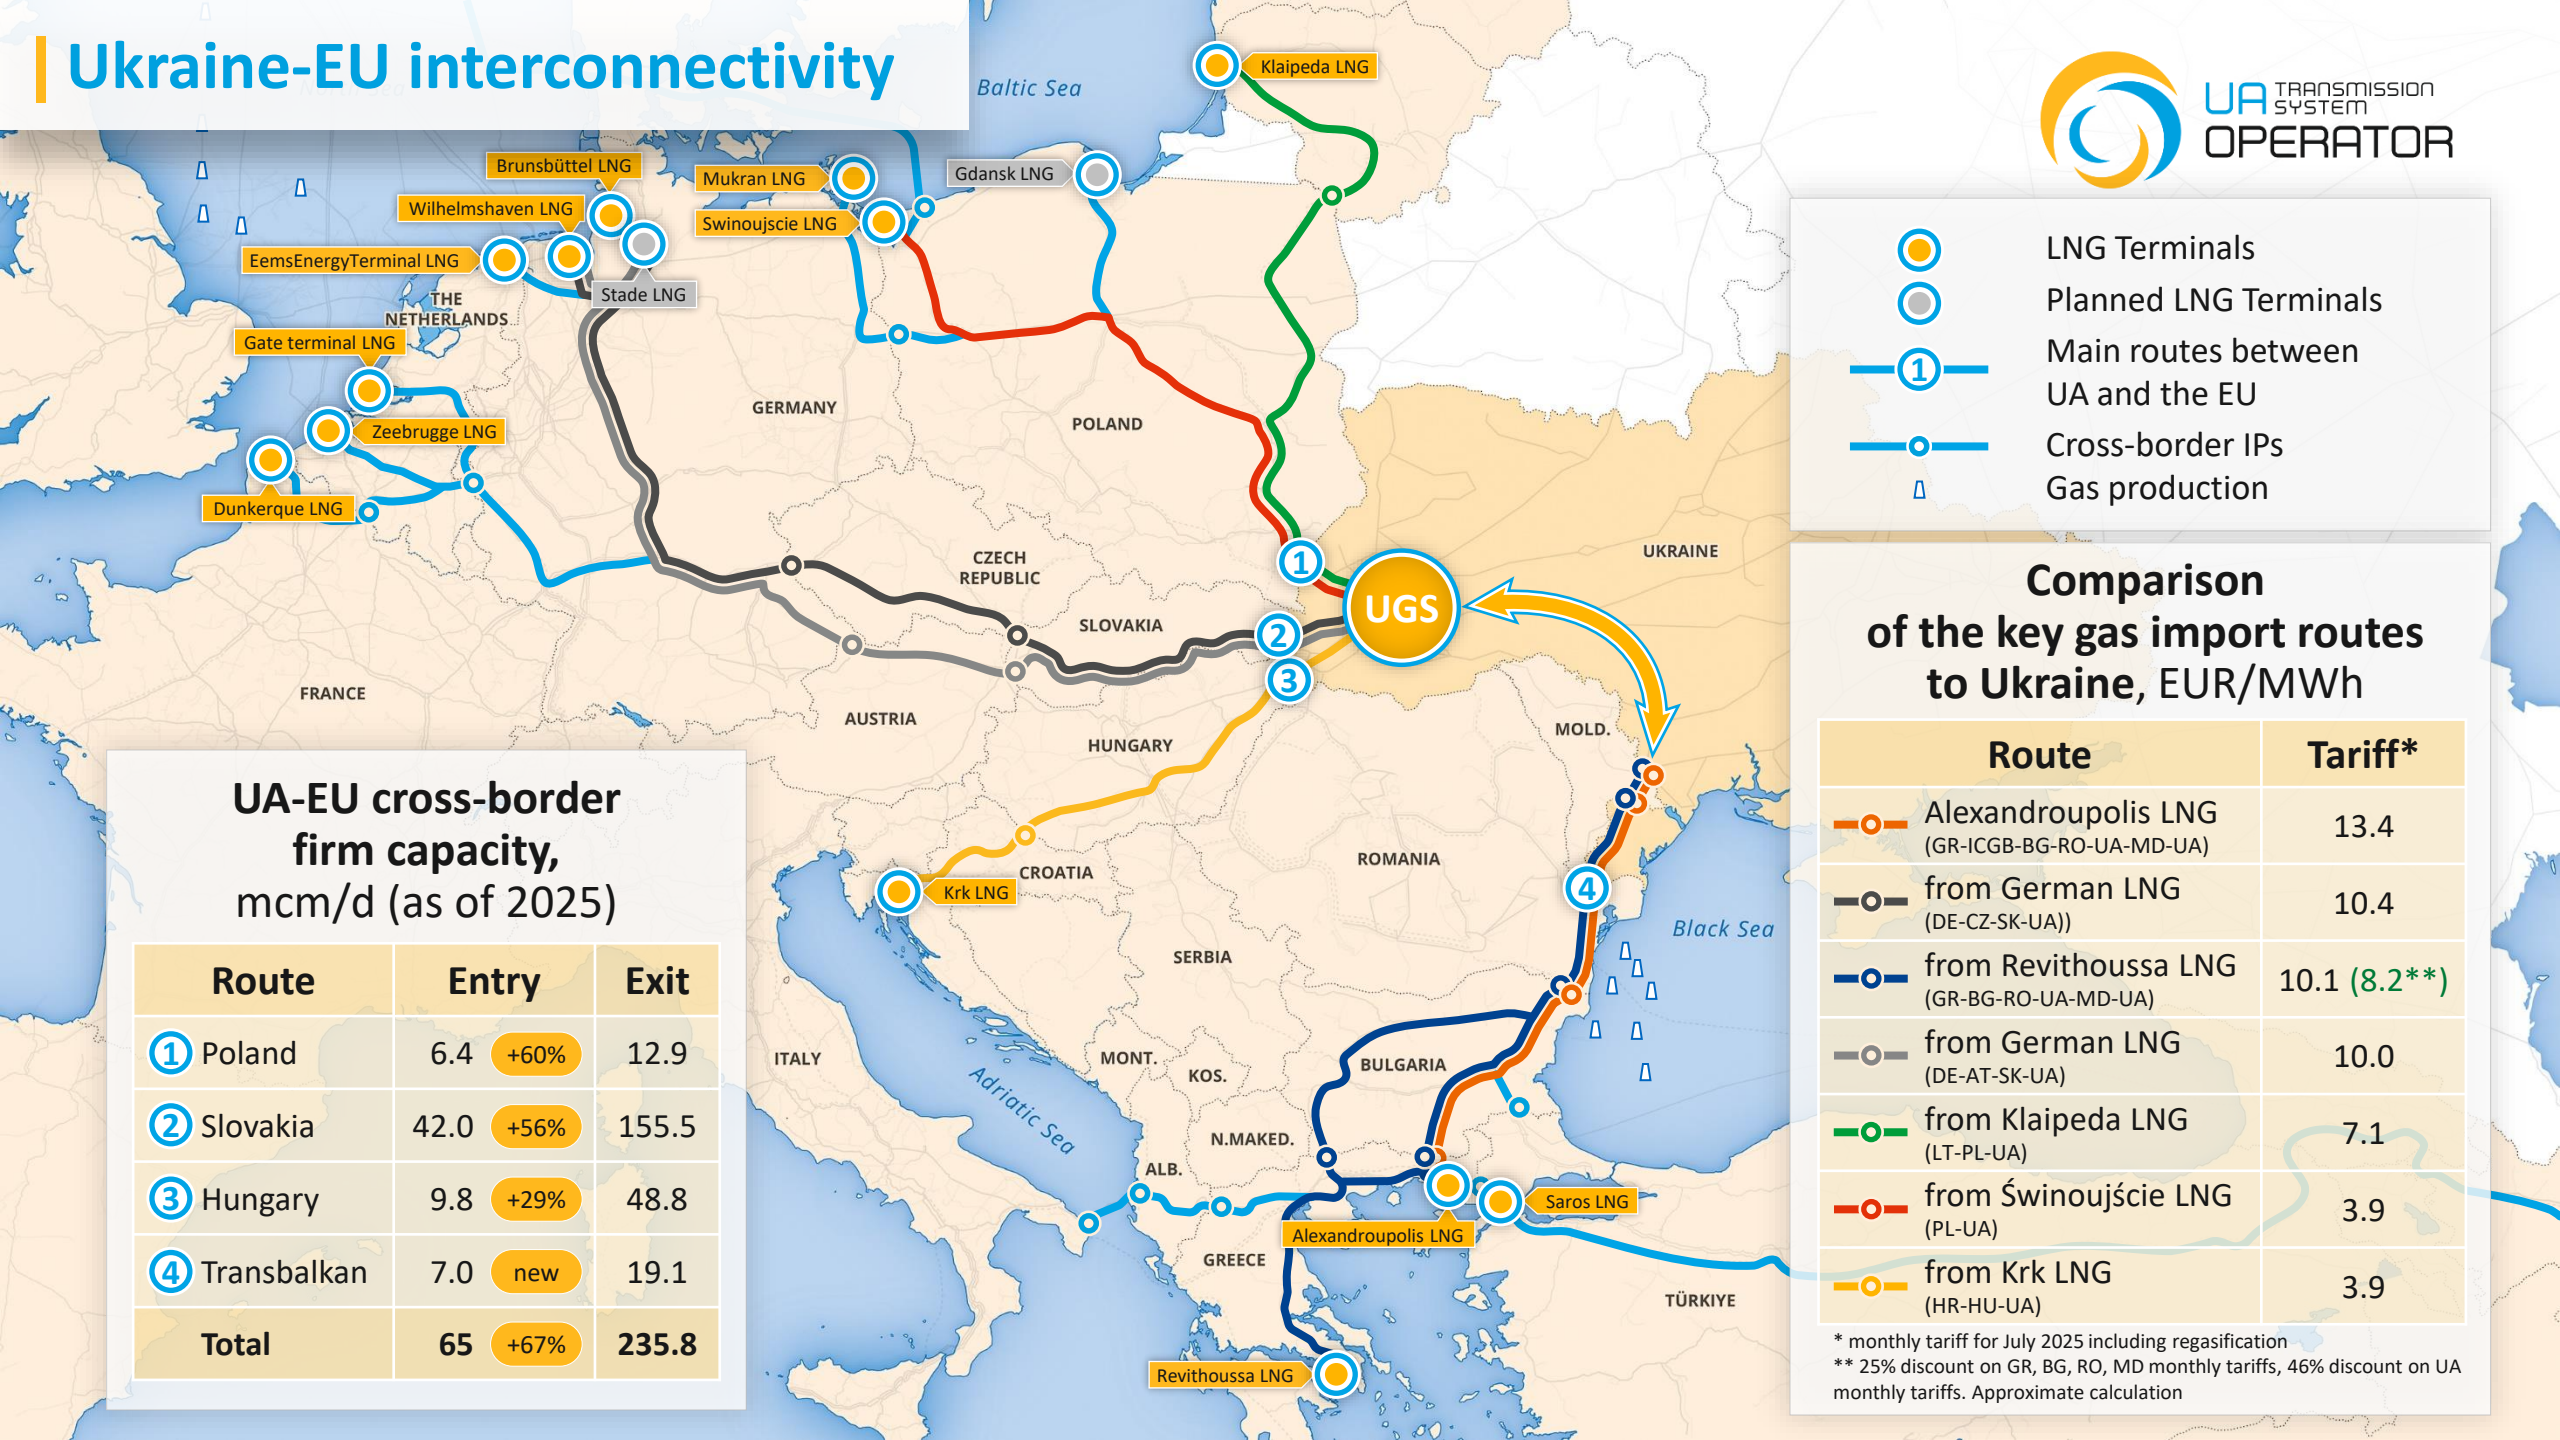 Ukraine-EU interconnectivity
UA TRANSMISSION
SYSTEM
OPERATOR
Baltic Sea
Klaipeda LNG
Brunsbüttel LNG
Mukran LNG
Gdansk LNG
Wilhelmshaven LNG
Swinoujscie LNG
EemsEnergyTerminal LNG
Stade LNG
THE
NETHERLANDS
Gate terminal LNG
Zeebrugge LNG
Dunkerque LNG
GERMANY
POLAND
CZECH
REPUBLIC
SLOVAKIA
UKRAINE
FRANCE
AUSTRIA
HUNGARY
MOLD.
1
UGS
2
3
4
ROMANIA
CROATIA
Krk LNG
SERBIA
Black Sea
ITALY
MONT.
KOS.
BULGARIA
Adriatic Sea
N.MAKED.
ALB.
Saros LNG
Alexandroupolis LNG
GREECE
TÜRKIYE
Revithoussa LNG
LNG Terminals
Planned LNG Terminals
1
Main routes between
UA and the EU
Cross-border IPs
Gas production
Comparison
of the key gas import routes
to Ukraine, EUR/MWh
Route Tariff*
Alexandroupolis LNG 13.4
(GR-ICGB-BG-RO-UA-MD-UA)
from German LNG 10.4
(DE-CZ-SK-UA))
from Revithoussa LNG 10.1 (8.2**)
(GR-BG-RO-UA-MD-UA)
from German LNG 10.0
(DE-AT-SK-UA)
from Klaipeda LNG 7.1
(LT-PL-UA)
from Świnoujście LNG 3.9
(PL-UA)
from Krk LNG 3.9
(HR-HU-UA)
* monthly tariff for July 2025 including regasification
** 25% discount on GR, BG, RO, MD monthly tariffs, 46% discount on UA
monthly tariffs. Approximate calculation
UA-EU cross-border
firm capacity,
mcm/d (as of 2025)
Route Entry Exit
1 Poland 6.4 +60% 12.9
2 Slovakia 42.0 +56% 155.5
3 Hungary 9.8 +29% 48.8
4 Transbalkan 7.0 new 19.1
Total 65 +67% 235.8